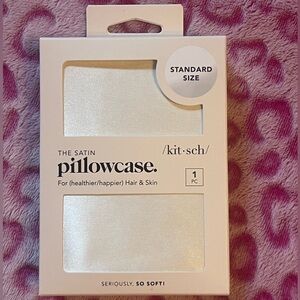 STANDARD
SIZE
THE SATIN
pillowcase.
/kit•sch/
For (healthier/happier) Hair & Skin
1
PC
SERIOUSLY, SO SOFT!